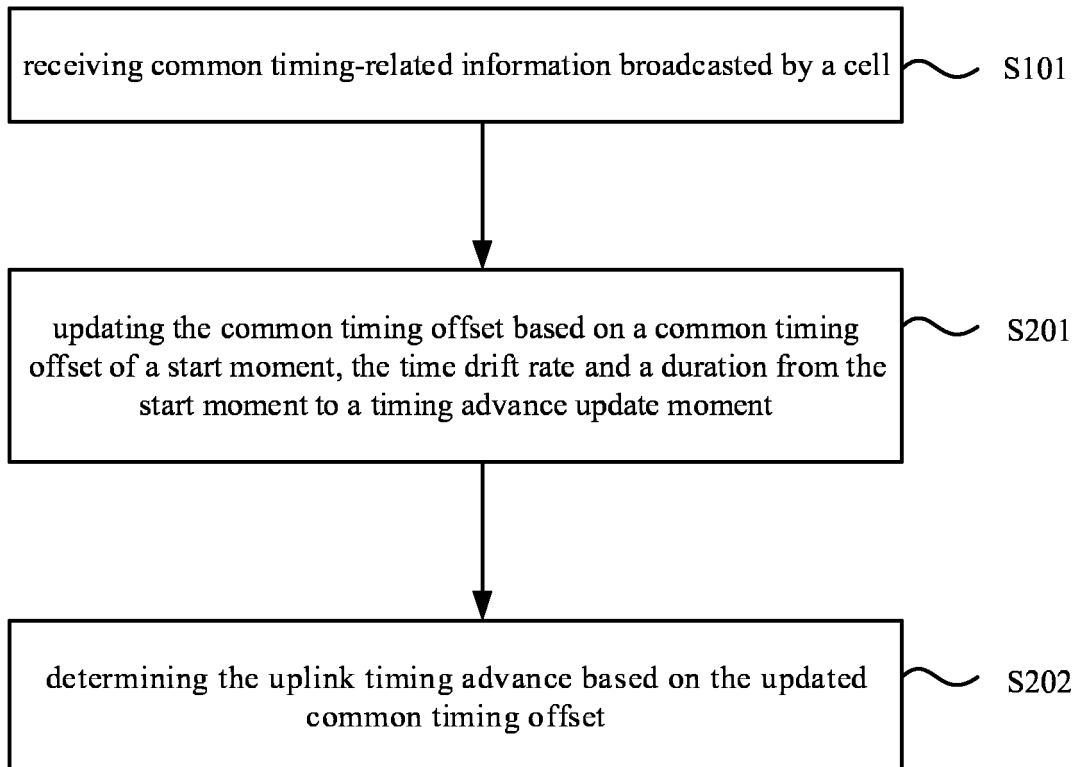 receiving common timing-related information broadcasted by a cell
S101
updating the common timing offset based on a common timing
offset of a start moment, the time drift rate and a duration from the
start moment to a timing advance update moment
S201
determining the uplink timing advance based on the updated
common timing offset
S202